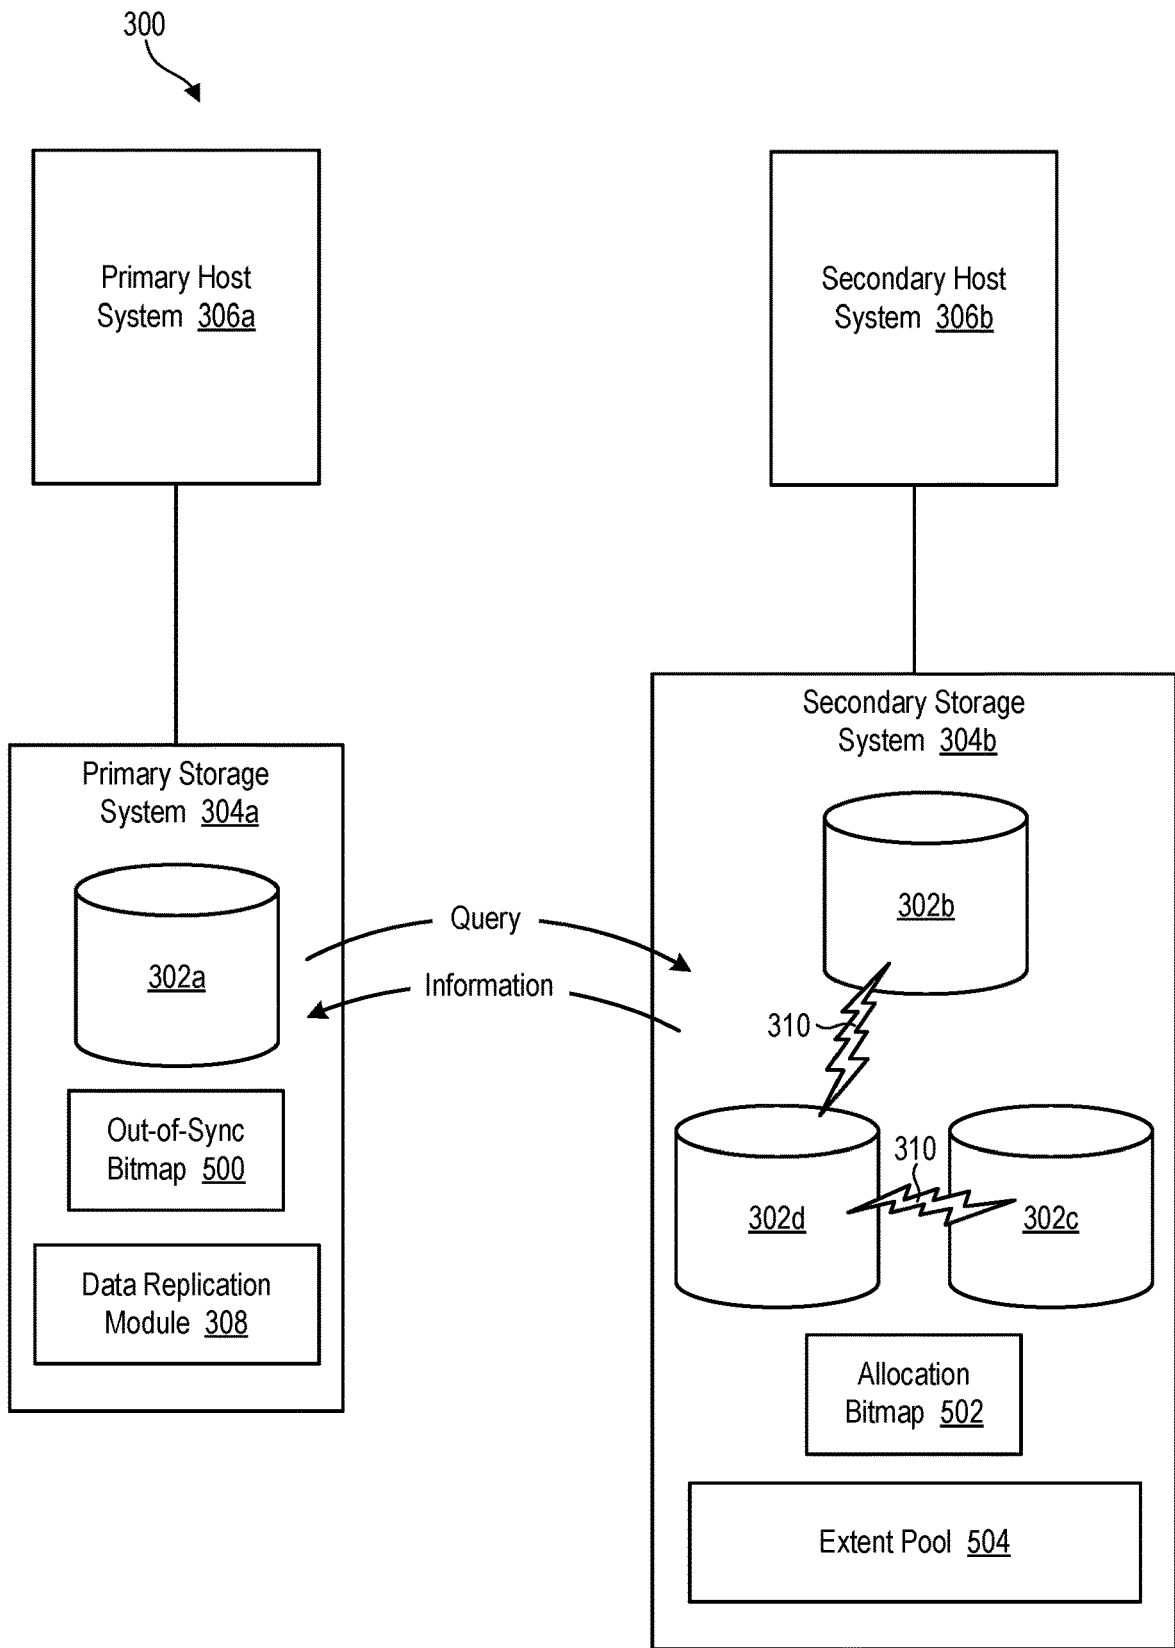 300
Primary Host
System 306a
Secondary Host
System 306b
Primary Storage
System 304a
302a
Out-of-Sync
Bitmap 500
Data Replication
Module 308
Query
Information
Secondary Storage
System 304b
302b
310
302d
310
302c
Allocation
Bitmap 502
Extent Pool 504